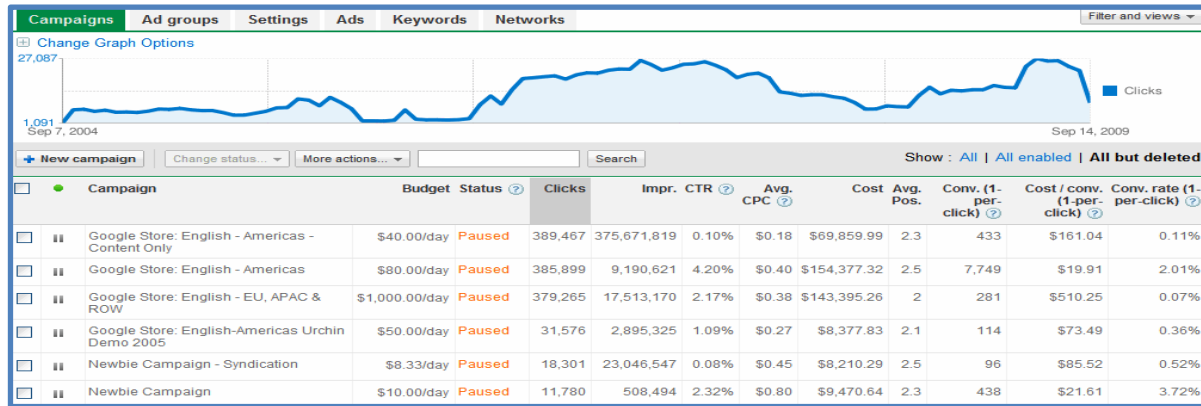 Campaigns Ad groups Settings Ads Keywords Networks Filter and views
Change Graph Options
27,087
Clicks
1,091
Sep 7, 2004 Sep 14, 2009
+ New campaign Change status... More actions... Search Show : All | All enabled | All but deleted
Campaign Budget Status ? Clicks Impr. CTR ? Avg. CPC ? Cost Avg. Pos. Conv. (1-per-click) ? Cost / conv. (1-per-click) ? Conv. rate (1-per-click) ?
Google Store: English - Americas - Content Only $40.00/day Paused 389,467 375,671,819 0.10% $0.18 $69,859.99 2.3 433 $161.04 0.11%
Google Store: English - Americas $80.00/day Paused 385,899 9,190,621 4.20% $0.40 $154,377.32 2.5 7,749 $19.91 2.01%
Google Store: English - EU, APAC & ROW $1,000.00/day Paused 379,265 17,513,170 2.17% $0.38 $143,395.26 2 281 $510.25 0.07%
Google Store: English-Americas Urchin Demo 2005 $50.00/day Paused 31,576 2,895,325 1.09% $0.27 $8,377.83 2.1 114 $73.49 0.36%
Newbie Campaign - Syndication $8.33/day Paused 18,301 23,046,547 0.08% $0.45 $8,210.29 2.5 96 $85.52 0.52%
Newbie Campaign $10.00/day Paused 11,780 508,494 2.32% $0.80 $9,470.64 2.3 438 $21.61 3.72%